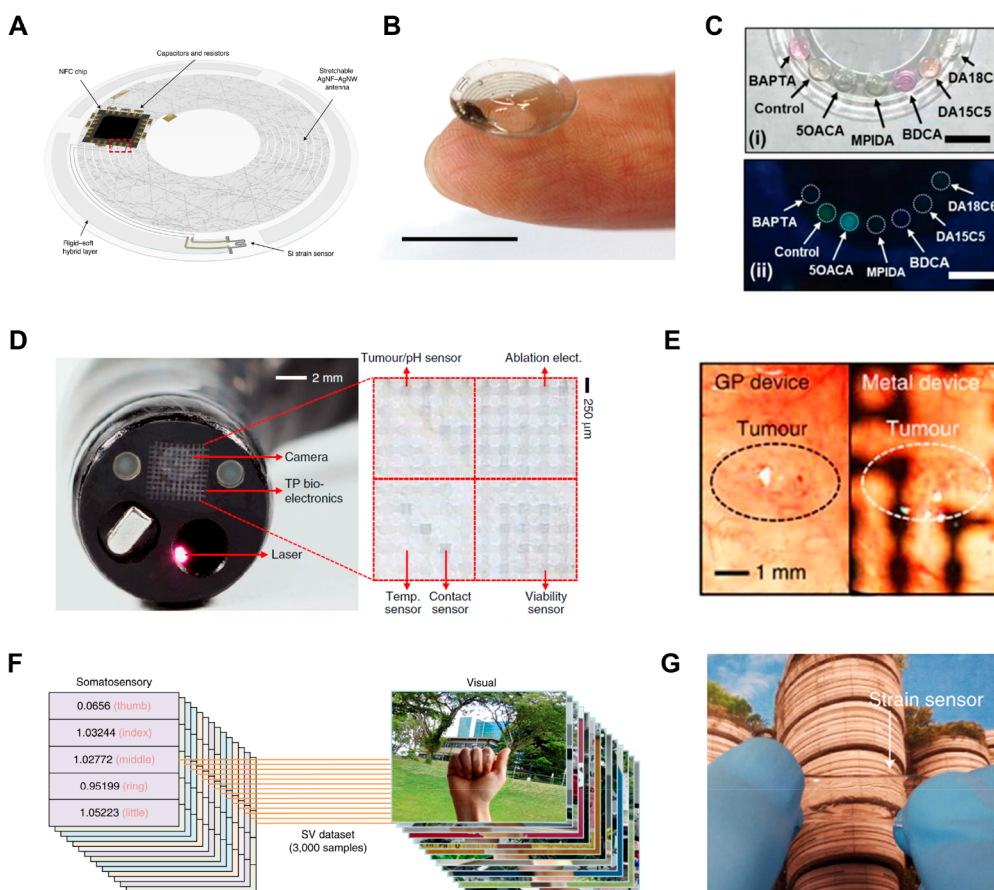 A
Capacitors and resistors
NFC chip
Stretchable
AgNF–AgNW
antenna
Rigid–soft
hybrid layer
Si strain sensor
B
C
BAPTA
Control
5OACA
MPIDA
BDCA
DA15C5
DA18C
(i)
BAPTA
Control
5OACA
MPIDA
BDCA
DA15C5
DA18C6
(ii)
D
2 mm
Camera
TP bio-
electronics
Laser
Tumour/pH sensor
Ablation elect.
250 µm
Temp.
sensor
Contact
sensor
Viability
sensor
E
GP device
Tumour
1 mm
Metal device
Tumour
F
Somatosensory
0.0656 (thumb)
1.03244 (index)
1.02772 (middle)
0.95199 (ring)
1.05223 (little)
SV dataset
(3,000 samples)
Visual
G
Strain sensor